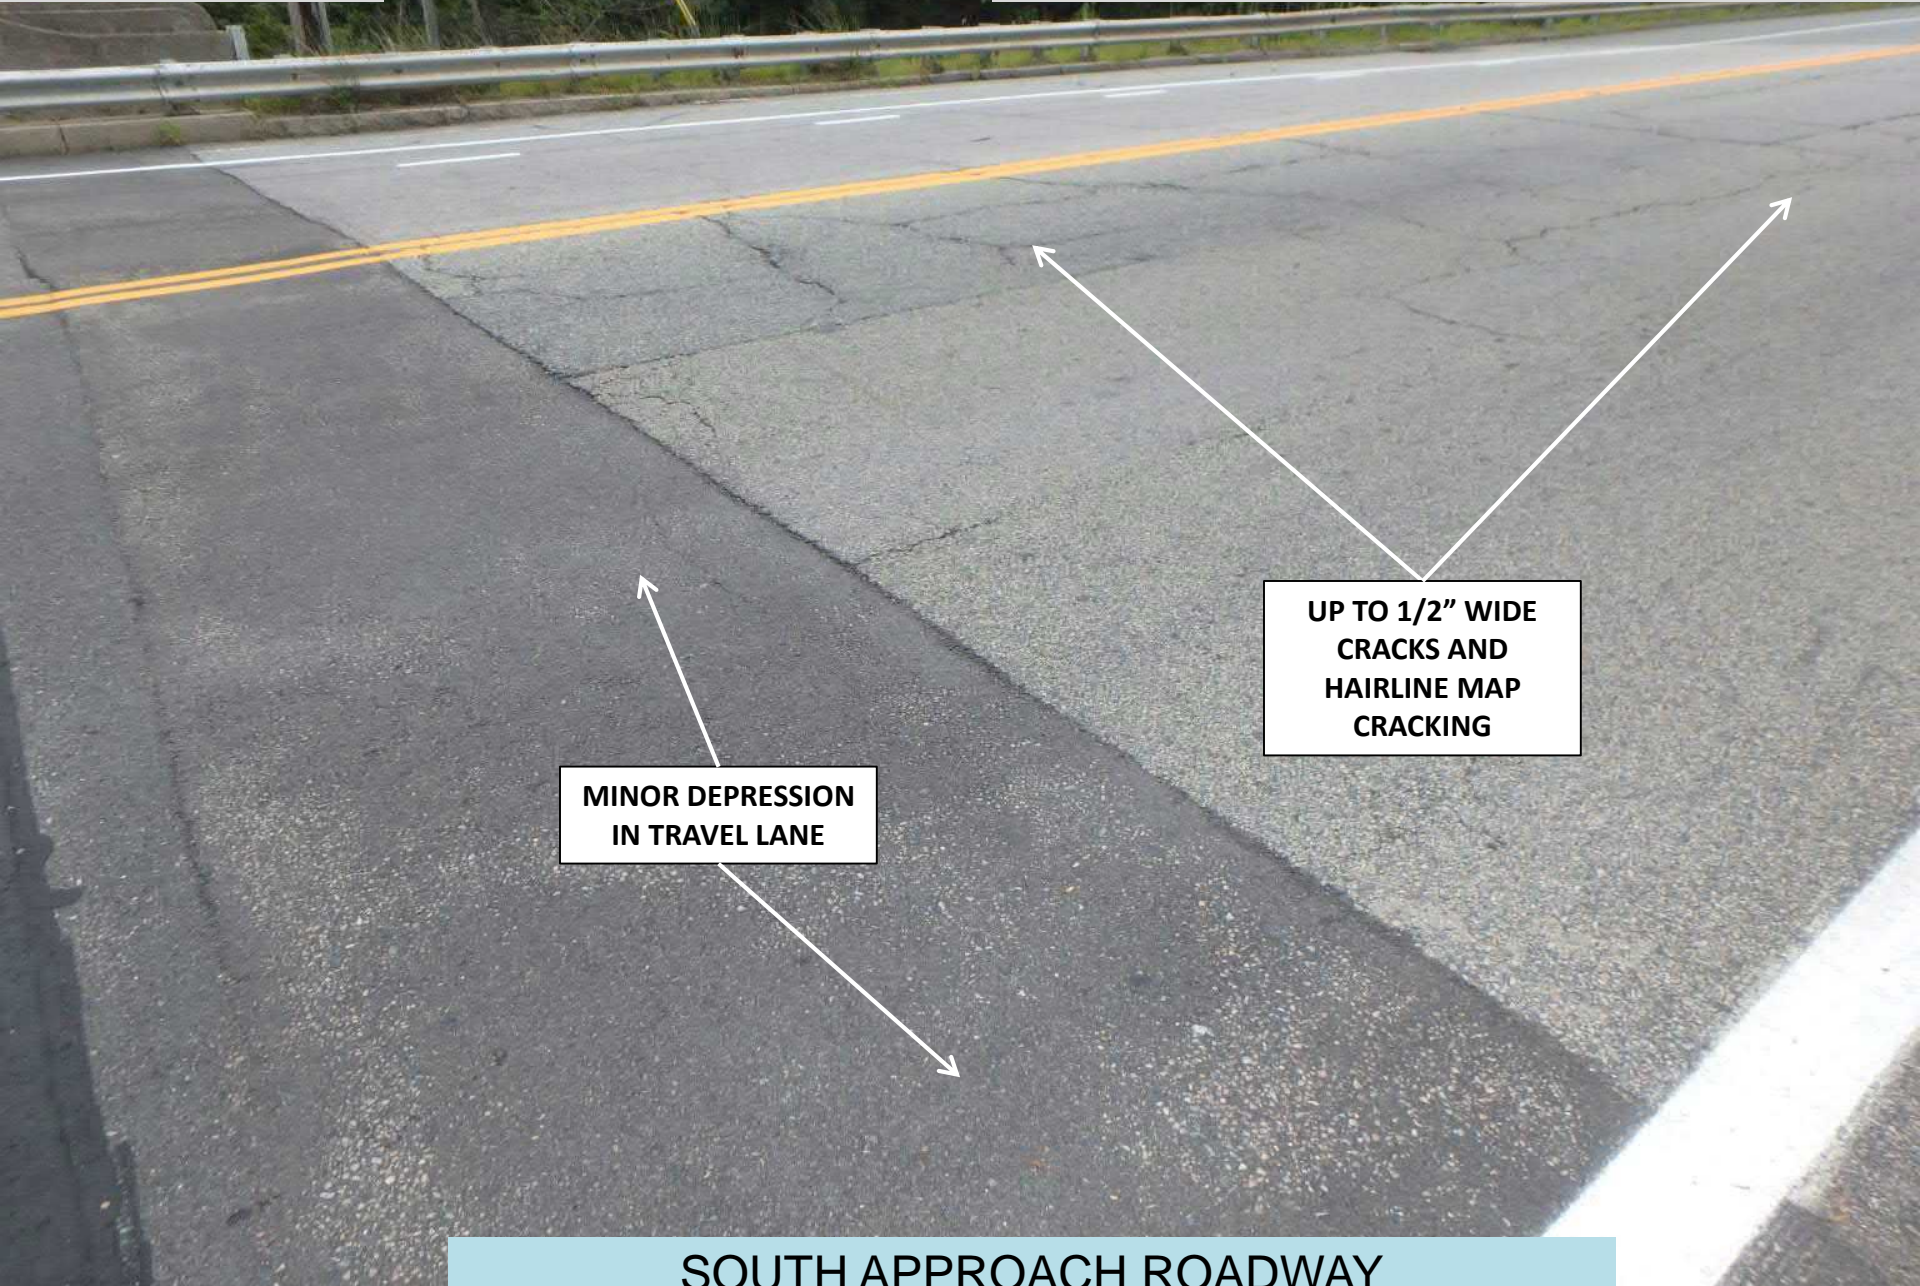 UP TO 1/2” WIDE
CRACKS AND
HAIRLINE MAP
CRACKING
MINOR DEPRESSION
IN TRAVEL LANE
SOUTH APPROACH ROADWAY